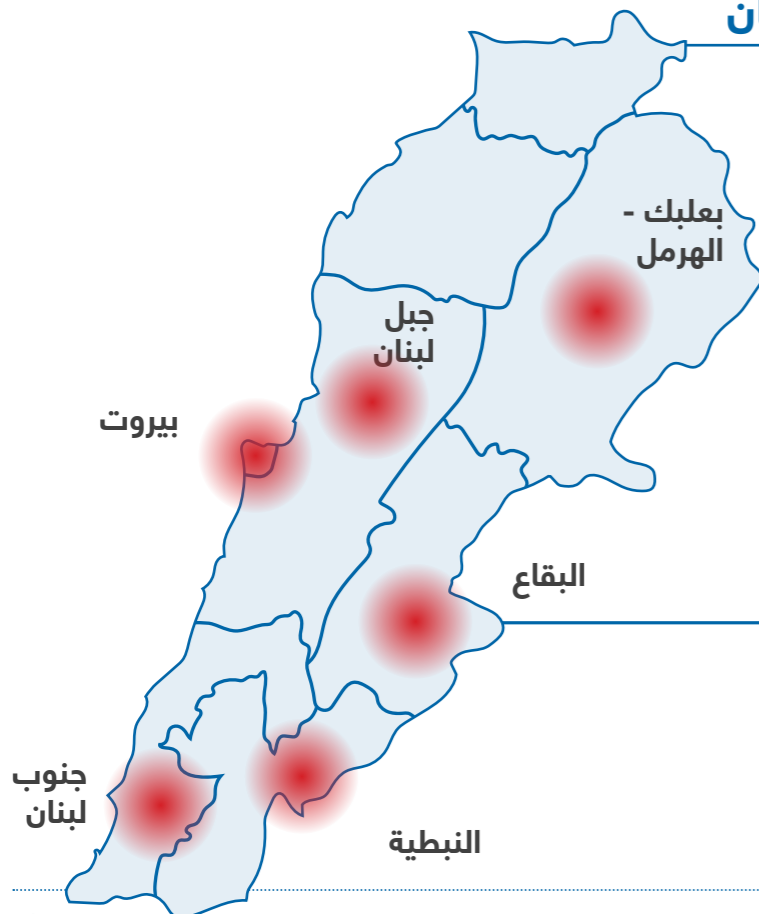 بعلبك -
الهرمل
جبل
لبنان
بيروت
البقاع
جنوب
لبنان
النبطية